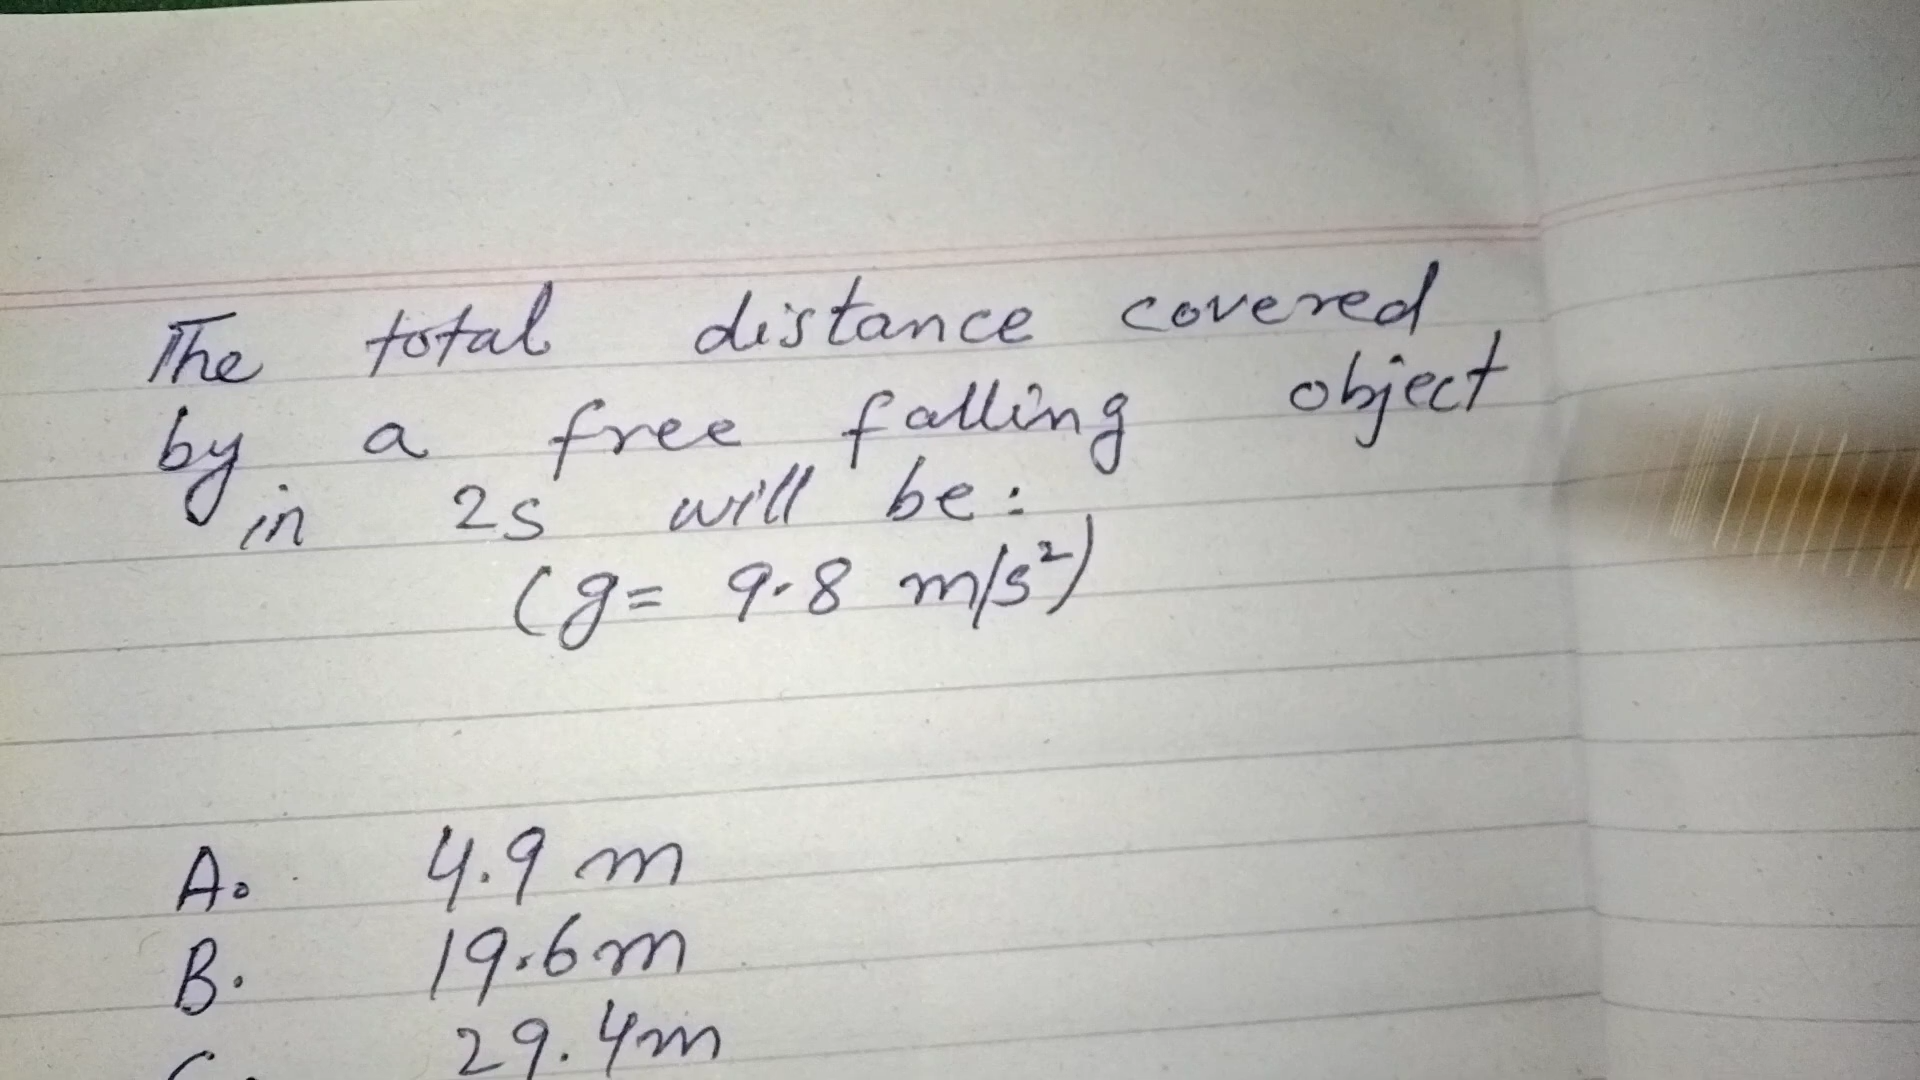 The total distance covered
by a free falling object
in 2s will be:
(g= 9.8 m/s²)
A. 4.9 m
B. 19.6m
C. 29.4m